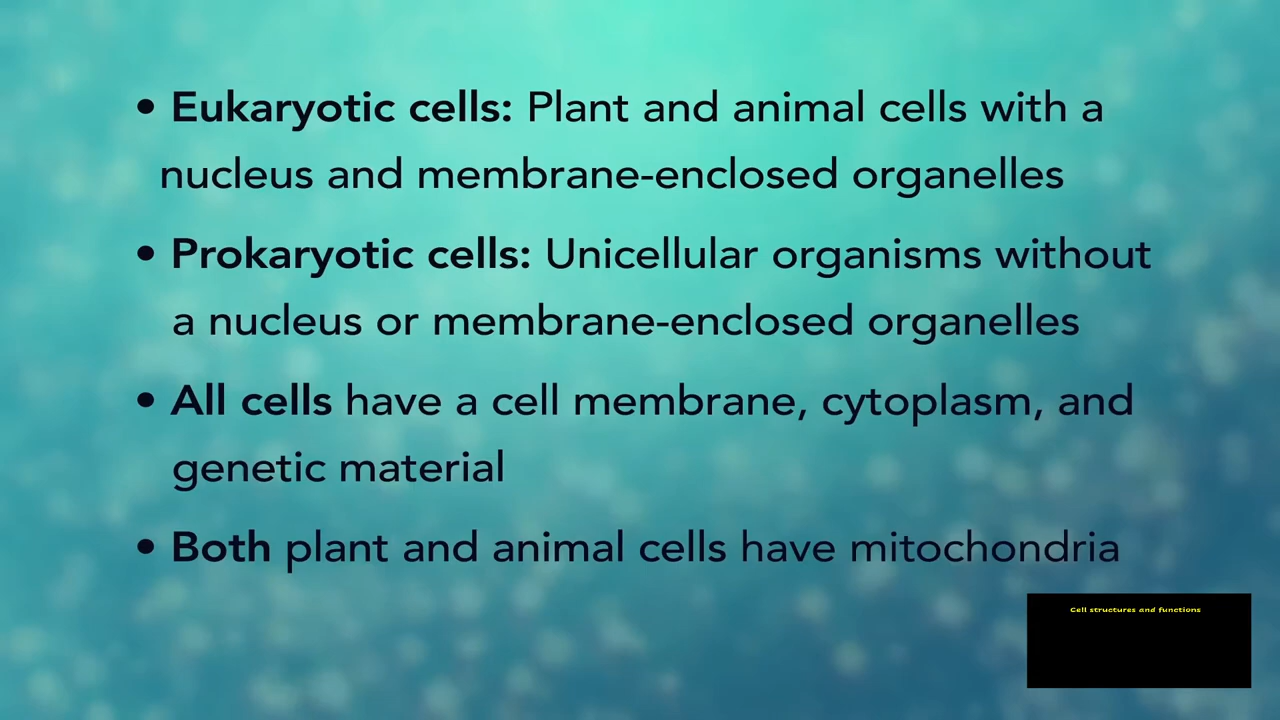 • Eukaryotic cells: Plant and animal cells with a
nucleus and membrane-enclosed organelles
• Prokaryotic cells: Unicellular organisms without
a nucleus or membrane-enclosed organelles
• All cells have a cell membrane, cytoplasm, and
genetic material
• Both plant and animal cells have mitochondria
Cell structures and functions